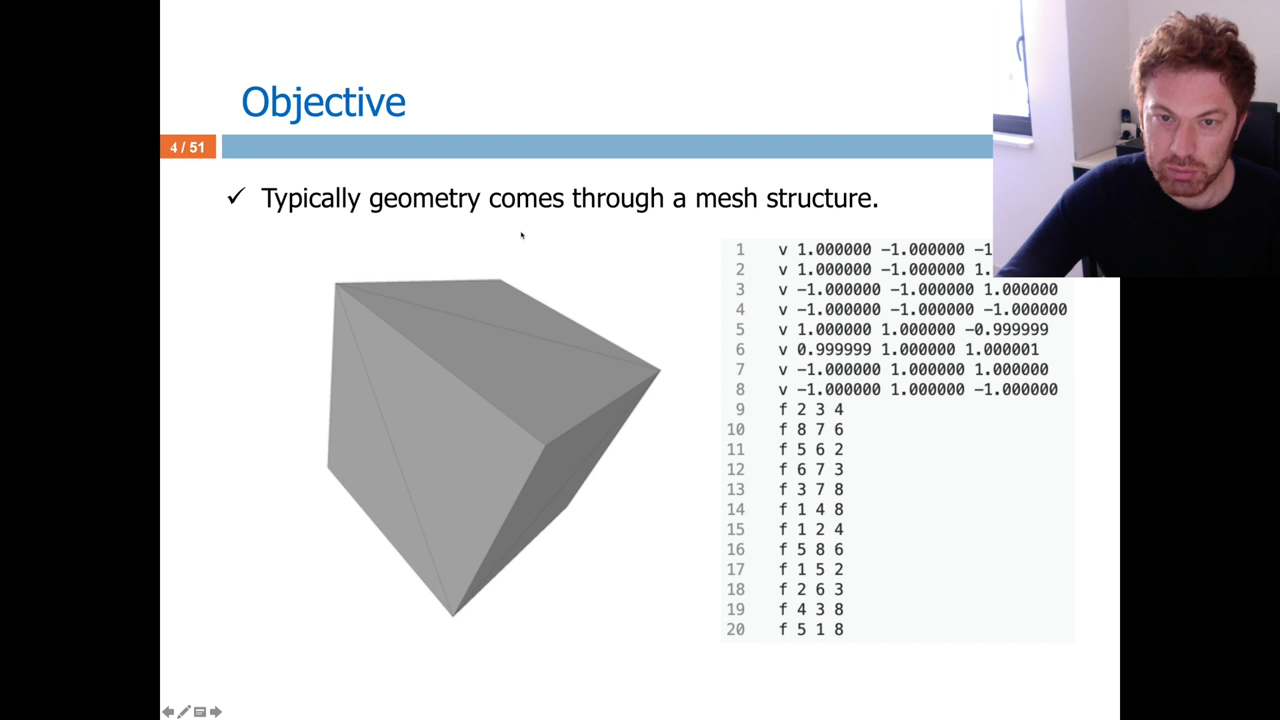 Objective
4 / 51
✓ Typically geometry comes through a mesh structure.
1 v 1.000000 -1.000000 -1
2 v 1.000000 -1.000000 1.
3 v -1.000000 -1.000000 1.000000
4 v -1.000000 -1.000000 -1.000000
5 v 1.000000 1.000000 -0.999999
6 v 0.999999 1.000000 1.000001
7 v -1.000000 1.000000 1.000000
8 v -1.000000 1.000000 -1.000000
9 f 2 3 4
10 f 8 7 6
11 f 5 6 2
12 f 6 7 3
13 f 3 7 8
14 f 1 4 8
15 f 1 2 4
16 f 5 8 6
17 f 1 5 2
18 f 2 6 3
19 f 4 3 8
20 f 5 1 8